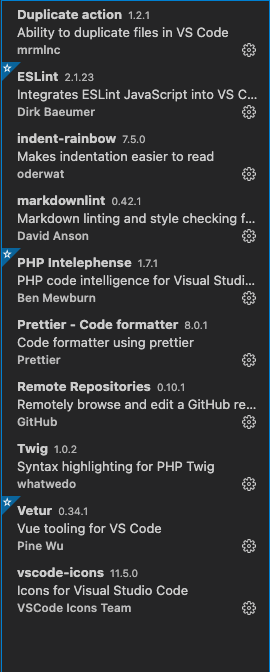 Duplicate action 1.2.1
Ability to duplicate files in VS Code
mrmlnc
ESLint 2.1.23
Integrates ESLint JavaScript into VS C...
Dirk Baeumer
indent-rainbow 7.5.0
Makes indentation easier to read
oderwat
markdownlint 0.42.1
Markdown linting and style checking f...
David Anson
PHP Intelephense 1.7.1
PHP code intelligence for Visual Studi...
Ben Mewburn
Prettier - Code formatter 8.0.1
Code formatter using prettier
Prettier
Remote Repositories 0.10.1
Remotely browse and edit a GitHub re...
GitHub
Twig 1.0.2
Syntax highlighting for PHP Twig
whatwedo
Vetur 0.34.1
Vue tooling for VS Code
Pine Wu
vscode-icons 11.5.0
Icons for Visual Studio Code
VSCode Icons Team